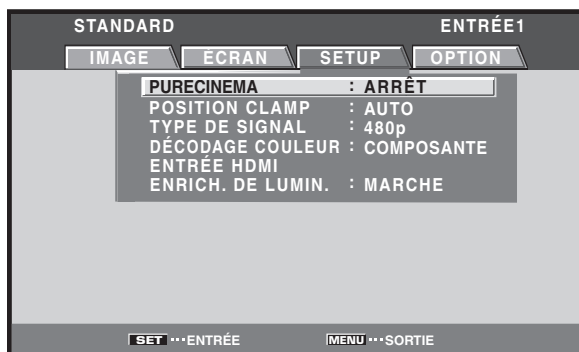 STANDARD ENTRÉE1
IMAGE ÉCRAN SETUP OPTION
PURECINEMA : ARRÊT
POSITION CLAMP : AUTO
TYPE DE SIGNAL : 480p
DÉCODAGE COULEUR : COMPOSANTE
ENTRÉE HDMI
ENRICH. DE LUMIN. : MARCHE
SET ···ENTRÉE MENU ···SORTIE